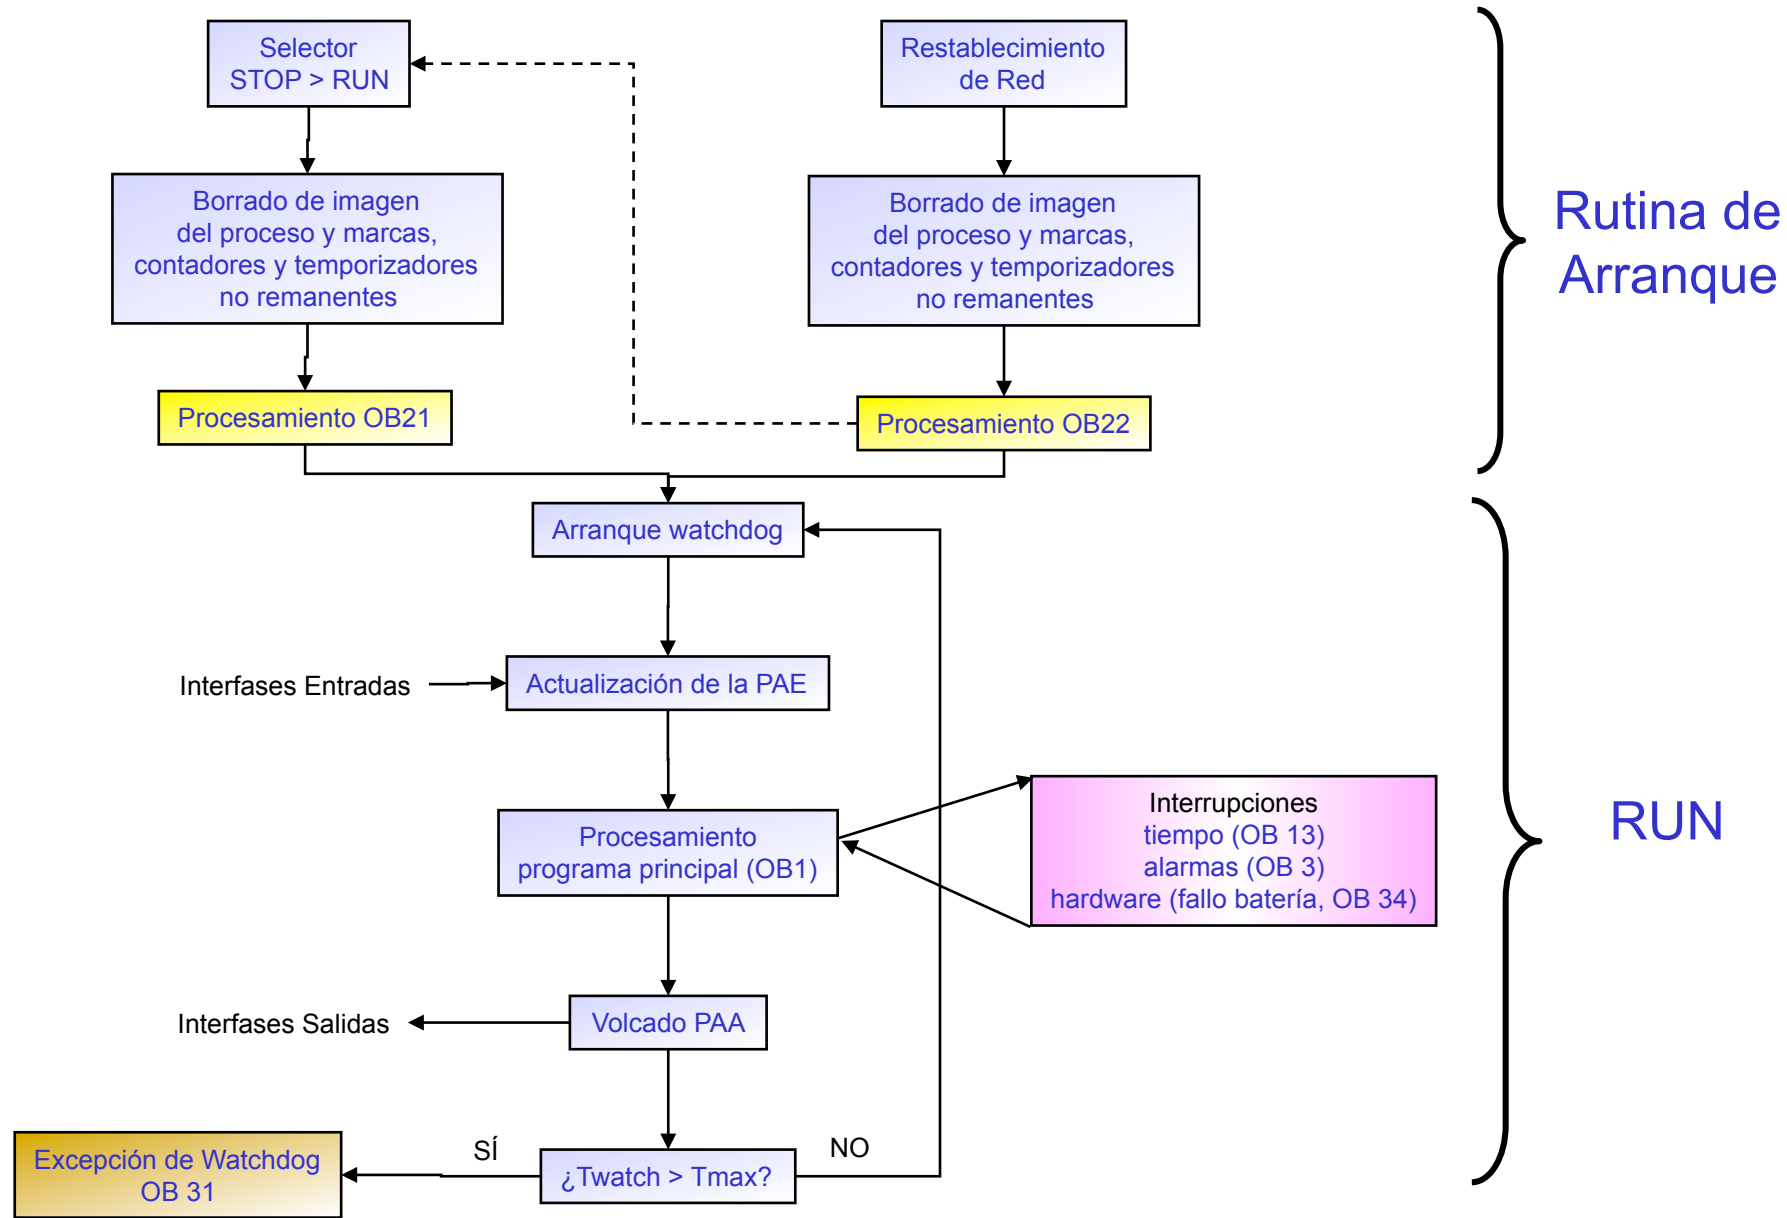 Selector
STOP > RUN
Restablecimiento
de Red
Borrado de imagen
del proceso y marcas,
contadores y temporizadores
no remanentes
Borrado de imagen
del proceso y marcas,
contadores y temporizadores
no remanentes
Rutina de
Arranque
Procesamiento OB21
Procesamiento OB22
Arranque watchdog
Interfases Entradas
Actualización de la PAE
Procesamiento
programa principal (OB1)
Interrupciones
tiempo (OB 13)
alarmas (OB 3)
hardware (fallo batería, OB 34)
RUN
Interfases Salidas
Volcado PAA
Excepción de Watchdog
OB 31
SÍ
¿Twatch > Tmax?
NO